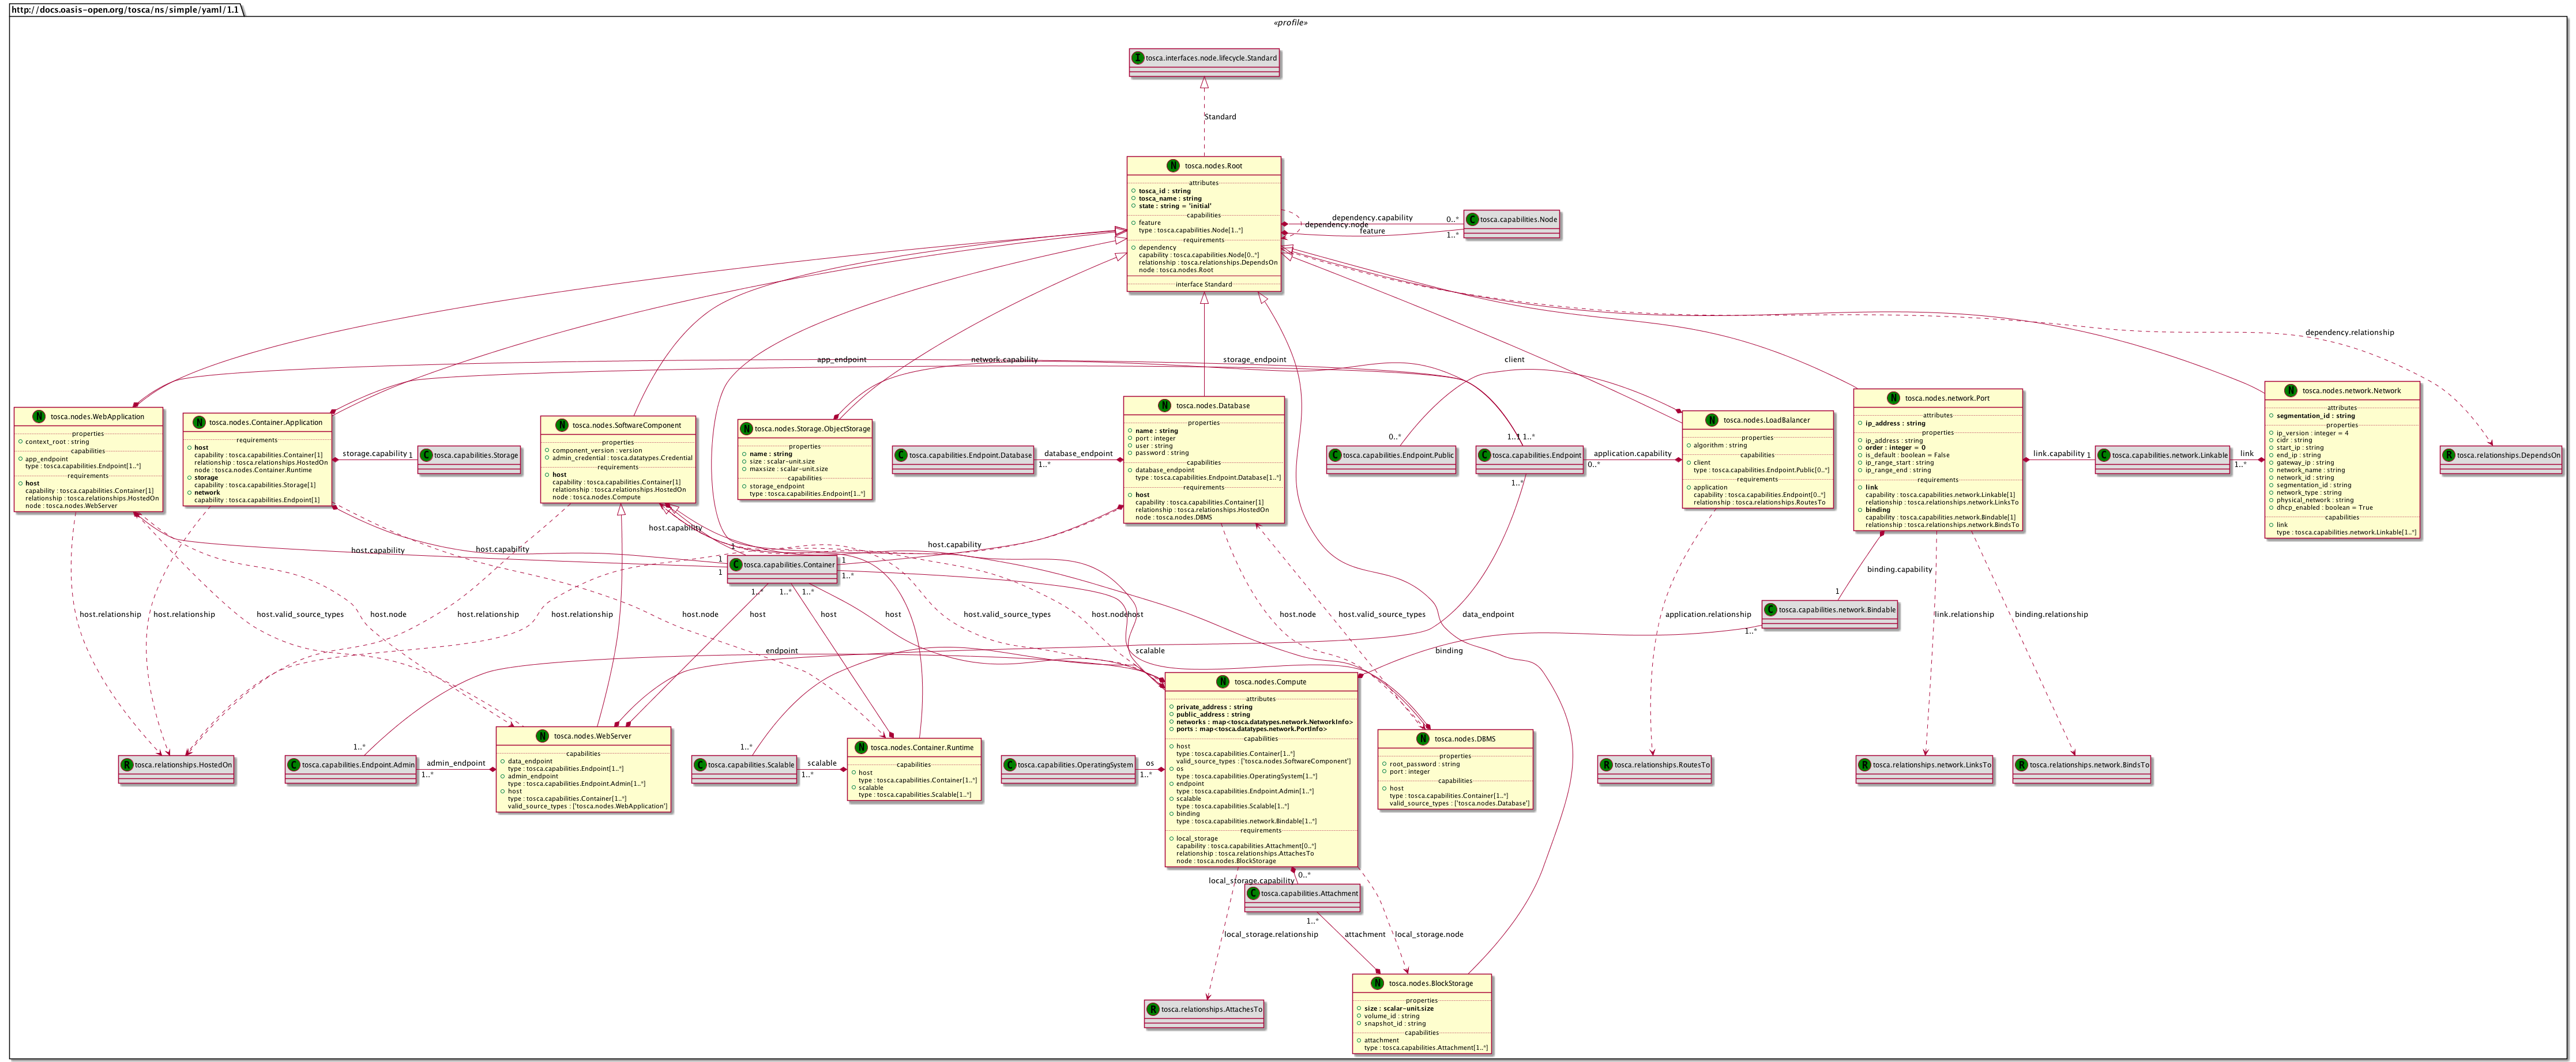 http://docs.oasis-open.org/tosca/ns/simple/yaml/1.1
«profile»
I tosca.interfaces.node.lifecycle.Standard
Standard
N tosca.nodes.Root
attributes
tosca_id : string
tosca_name : string
state : string = 'initial'
capabilities
feature
type : tosca.capabilities.Node[1..*]
requirements
dependency
capability : tosca.capabilities.Node[0..*]
relationship : tosca.relationships.DependsOn
node : tosca.nodes.Root
interface Standard
dependency.capability
0..*
dependency.node
feature
1..*
C tosca.capabilities.Node
dependency.relationship
app_endpoint
network.capability
storage_endpoint
client
N tosca.nodes.WebApplication
properties
context_root : string
capabilities
app_endpoint
type : tosca.capabilities.Endpoint[1..*]
requirements
host
capability : tosca.capabilities.Container[1]
relationship : tosca.relationships.HostedOn
node : tosca.nodes.WebServer
N tosca.nodes.Container.Application
requirements
host
capability : tosca.capabilities.Container[1]
relationship : tosca.relationships.HostedOn
node : tosca.nodes.Container.Runtime
storage
capability : tosca.capabilities.Storage[1]
network
capability : tosca.capabilities.Endpoint[1]
storage.capability
1
C tosca.capabilities.Storage
N tosca.nodes.SoftwareComponent
properties
component_version : version
admin_credential : tosca.datatypes.Credential
requirements
host
capability : tosca.capabilities.Container[1]
relationship : tosca.relationships.HostedOn
node : tosca.nodes.Compute
N tosca.nodes.Storage.ObjectStorage
properties
name : string
size : scalar-unit.size
maxsize : scalar-unit.size
capabilities
storage_endpoint
type : tosca.capabilities.Endpoint[1..*]
C tosca.capabilities.Endpoint.Database
database_endpoint
1..*
N tosca.nodes.Database
properties
name : string
port : integer
user : string
password : string
capabilities
database_endpoint
type : tosca.capabilities.Endpoint.Database[1..*]
requirements
host
capability : tosca.capabilities.Container[1]
relationship : tosca.relationships.HostedOn
node : tosca.nodes.DBMS
0..*
C tosca.capabilities.Endpoint.Public
1..*
C tosca.capabilities.Endpoint
application.capability
0..*
1..*
N tosca.nodes.LoadBalancer
properties
algorithm : string
capabilities
client
type : tosca.capabilities.Endpoint.Public[0..*]
requirements
application
capability : tosca.capabilities.Endpoint[0..*]
relationship : tosca.relationships.RoutesTo
N tosca.nodes.network.Port
attributes
ip_address : string
properties
ip_address : string
order : integer = 0
is_default : boolean = False
ip_range_start : string
ip_range_end : string
requirements
link
capability : tosca.capabilities.network.Linkable[1]
relationship : tosca.relationships.network.LinksTo
binding
capability : tosca.capabilities.network.Bindable[1]
relationship : tosca.relationships.network.BindsTo
link.capability
1
C tosca.capabilities.network.Linkable
link
1..*
N tosca.nodes.network.Network
attributes
segmentation_id : string
properties
ip_version : integer = 4
cidr : string
start_ip : string
end_ip : string
gateway_ip : string
network_name : string
network_id : string
segmentation_id : string
network_type : string
physical_network : string
dhcp_enabled : boolean = True
capabilities
link
type : tosca.capabilities.network.Linkable[1..*]
R tosca.relationships.DependsOn
host.capability
host.capability
host.capability
host.capability
1
1
1
1
1..*
C tosca.capabilities.Container
1..*
1..*
1..*
binding.capability
1
C tosca.capabilities.network.Bindable
1..*
host.relationship
host.relationship
host.valid_source_types
host.node
host.relationship
host.relationship
host.node
host
host
host
host.valid_source_types
host.node
host
host.node
host.valid_source_types
data_endpoint
application.relationship
link.relationship
binding.relationship
endpoint
scalable
binding
R tosca.relationships.HostedOn
1..*
C tosca.capabilities.Endpoint.Admin
admin_endpoint
1..*
N tosca.nodes.WebServer
capabilities
data_endpoint
type : tosca.capabilities.Endpoint[1..*]
admin_endpoint
type : tosca.capabilities.Endpoint.Admin[1..*]
host
type : tosca.capabilities.Container[1..*]
valid_source_types : ['tosca.nodes.WebApplication']
1..*
C tosca.capabilities.Scalable
scalable
1..*
N tosca.nodes.Container.Runtime
capabilities
host
type : tosca.capabilities.Container[1..*]
scalable
type : tosca.capabilities.Scalable[1..*]
C tosca.capabilities.OperatingSystem
os
1..*
N tosca.nodes.Compute
attributes
private_address : string
public_address : string
networks : map<tosca.datatypes.network.NetworkInfo>
ports : map<tosca.datatypes.network.PortInfo>
capabilities
host
type : tosca.capabilities.Container[1..*]
valid_source_types : ['tosca.nodes.SoftwareComponent']
os
type : tosca.capabilities.OperatingSystem[1..*]
endpoint
type : tosca.capabilities.Endpoint.Admin[1..*]
scalable
type : tosca.capabilities.Scalable[1..*]
binding
type : tosca.capabilities.network.Bindable[1..*]
requirements
local_storage
capability : tosca.capabilities.Attachment[0..*]
relationship : tosca.relationships.AttachesTo
node : tosca.nodes.BlockStorage
N tosca.nodes.DBMS
properties
root_password : string
port : integer
capabilities
host
type : tosca.capabilities.Container[1..*]
valid_source_types : ['tosca.nodes.Database']
R tosca.relationships.RoutesTo
R tosca.relationships.network.LinksTo
R tosca.relationships.network.BindsTo
local_storage.capability
0..*
C tosca.capabilities.Attachment
1..*
local_storage.relationship
attachment
local_storage.node
R tosca.relationships.AttachesTo
N tosca.nodes.BlockStorage
properties
size : scalar-unit.size
volume_id : string
snapshot_id : string
capabilities
attachment
type : tosca.capabilities.Attachment[1..*]